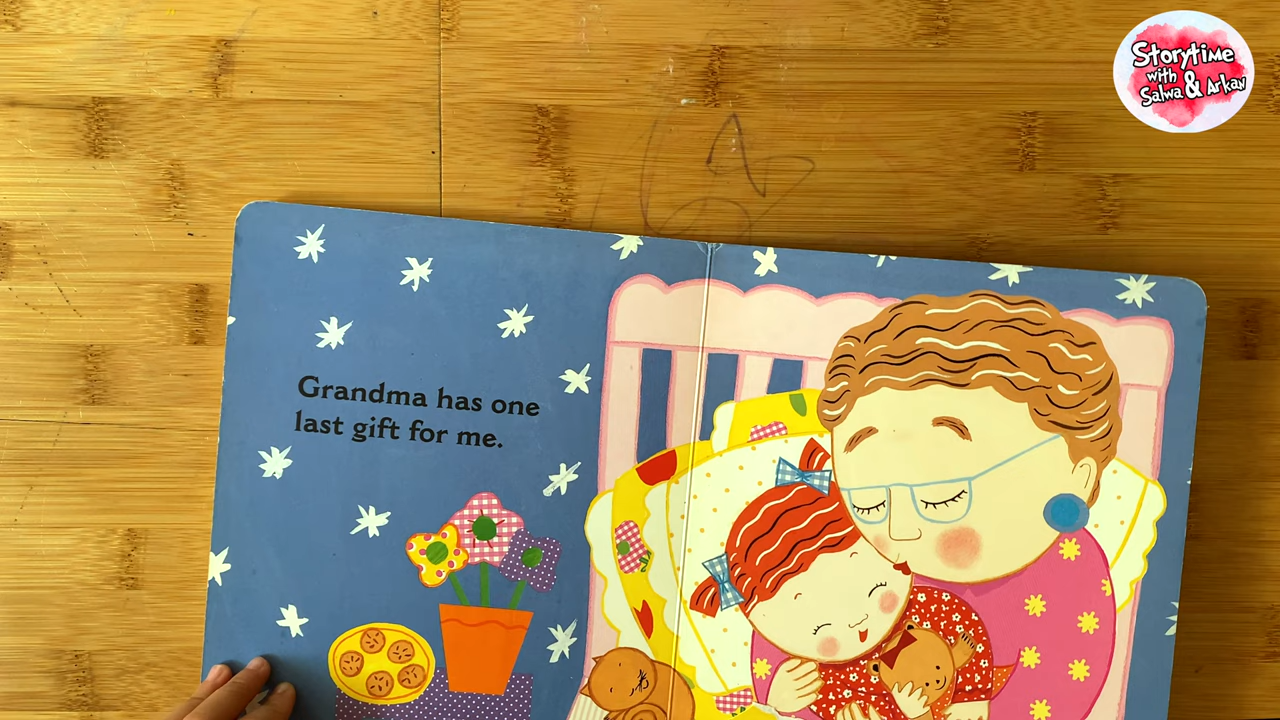 Storytime
with
Salwa & Arkan
Grandma has one
last gift for me.